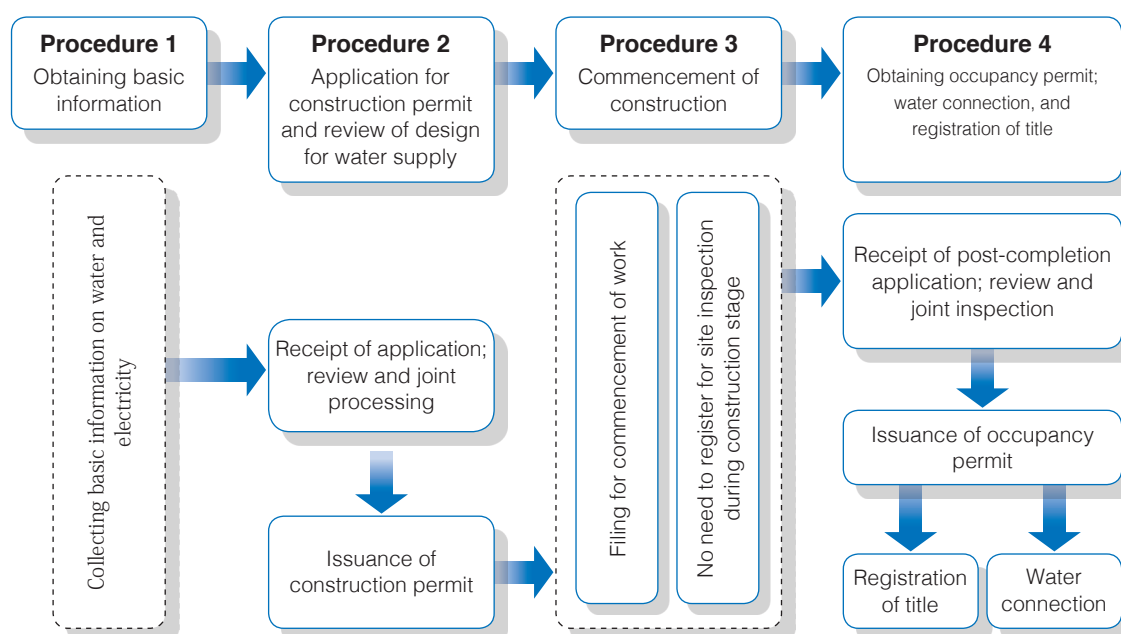 Procedure 1
Obtaining basic
information
Procedure 2
Application for
construction permit
and review of design
for water supply
Procedure 3
Commencement of
construction
Procedure 4
Obtaining occupancy permit;
water connection, and
registration of title
Collecting basic information on water and
electricity
Receipt of application;
review and joint
processing
Issuance of
construction permit
Filing for commencement of work
No need to register for site inspection
during construction stage
Receipt of post-completion
application; review and
joint inspection
Issuance of occupancy
permit
Registration
of title
Water
connection